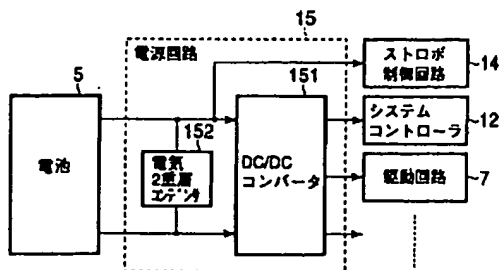 15
電源回路
5
電池
152
電気
2重層
コンデンサ
151
DC/DC
コンバータ
ストロボ
制御回路
14
システム
コントローラ
12
駆動回路
7